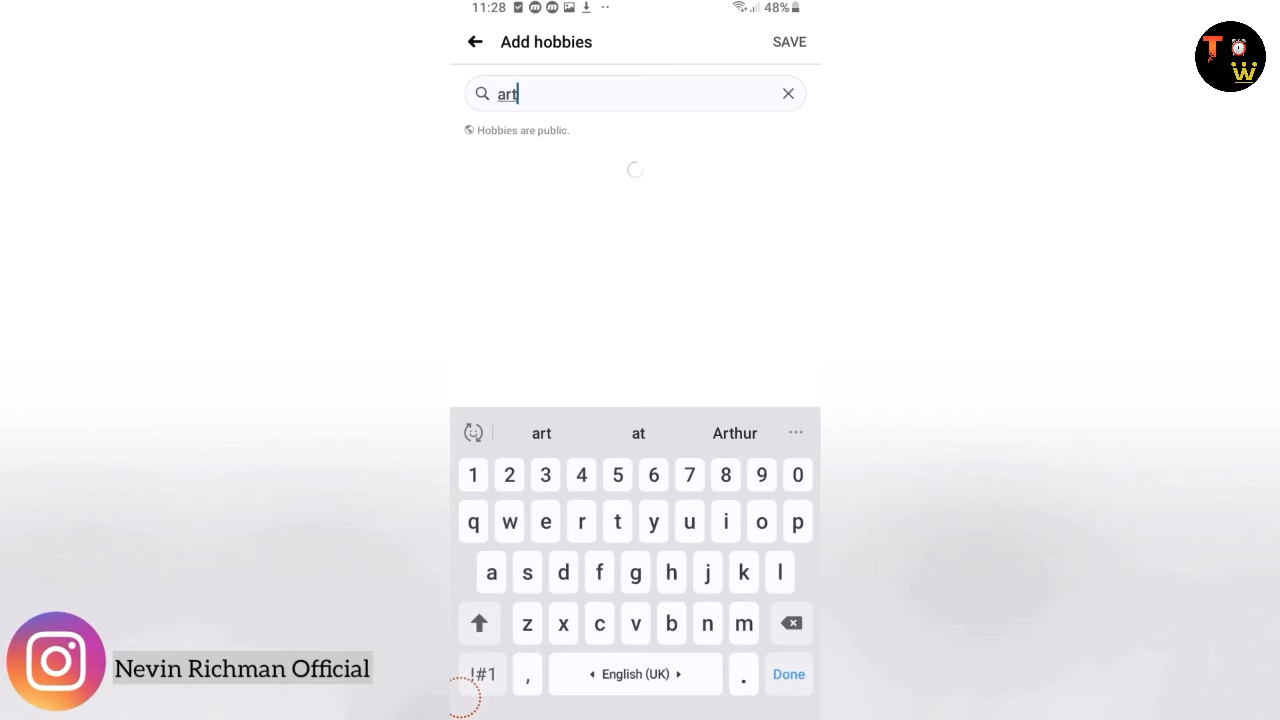 11:28
48%
Add hobbies
SAVE
art
Hobbies are public.
art at Arthur
1 2 3 4 5 6 7 8 9 0
q w e r t y u i o p
a s d f g h j k l
z x c v b n m
!#1 , English (UK) . Done
Nevin Richman Official
T
W